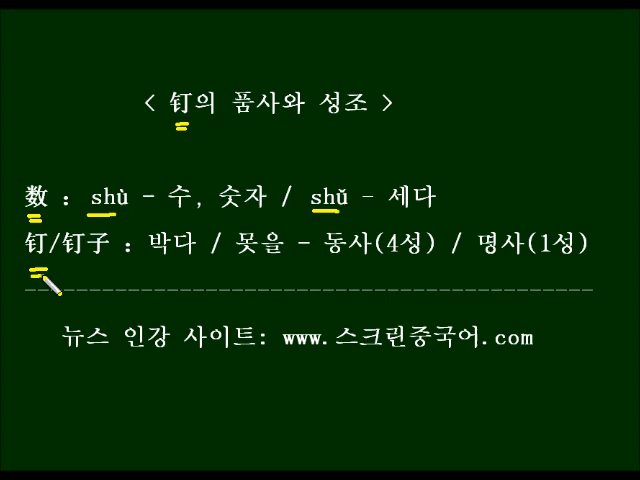 < 钉의 품사와 성조 >
数 : shù - 수, 숫자 / shǔ - 세다
钉/钉子 : 박다 / 못을 - 동사(4성) / 명사(1성)
뉴스 인강 사이트: www.스크린중국어.com